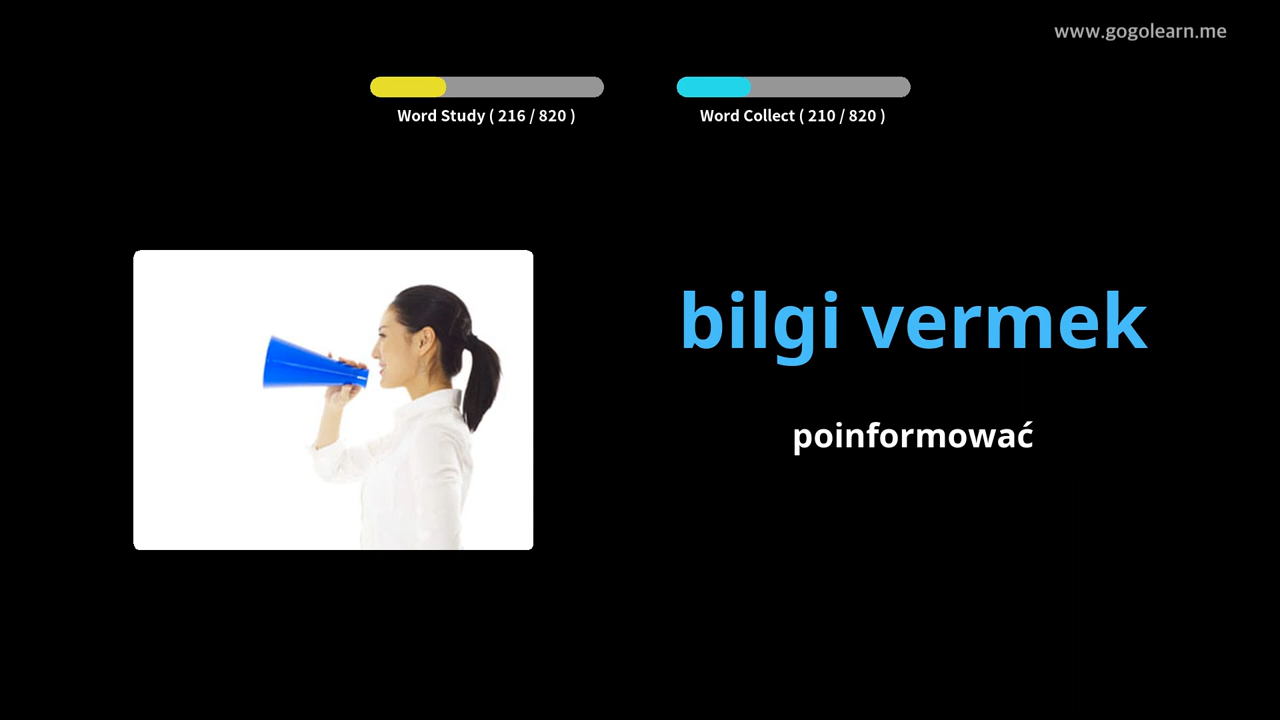 www.gogolearn.me
Word Study ( 216 / 820 )
Word Collect ( 210 / 820 )
bilgi vermek
poinformować